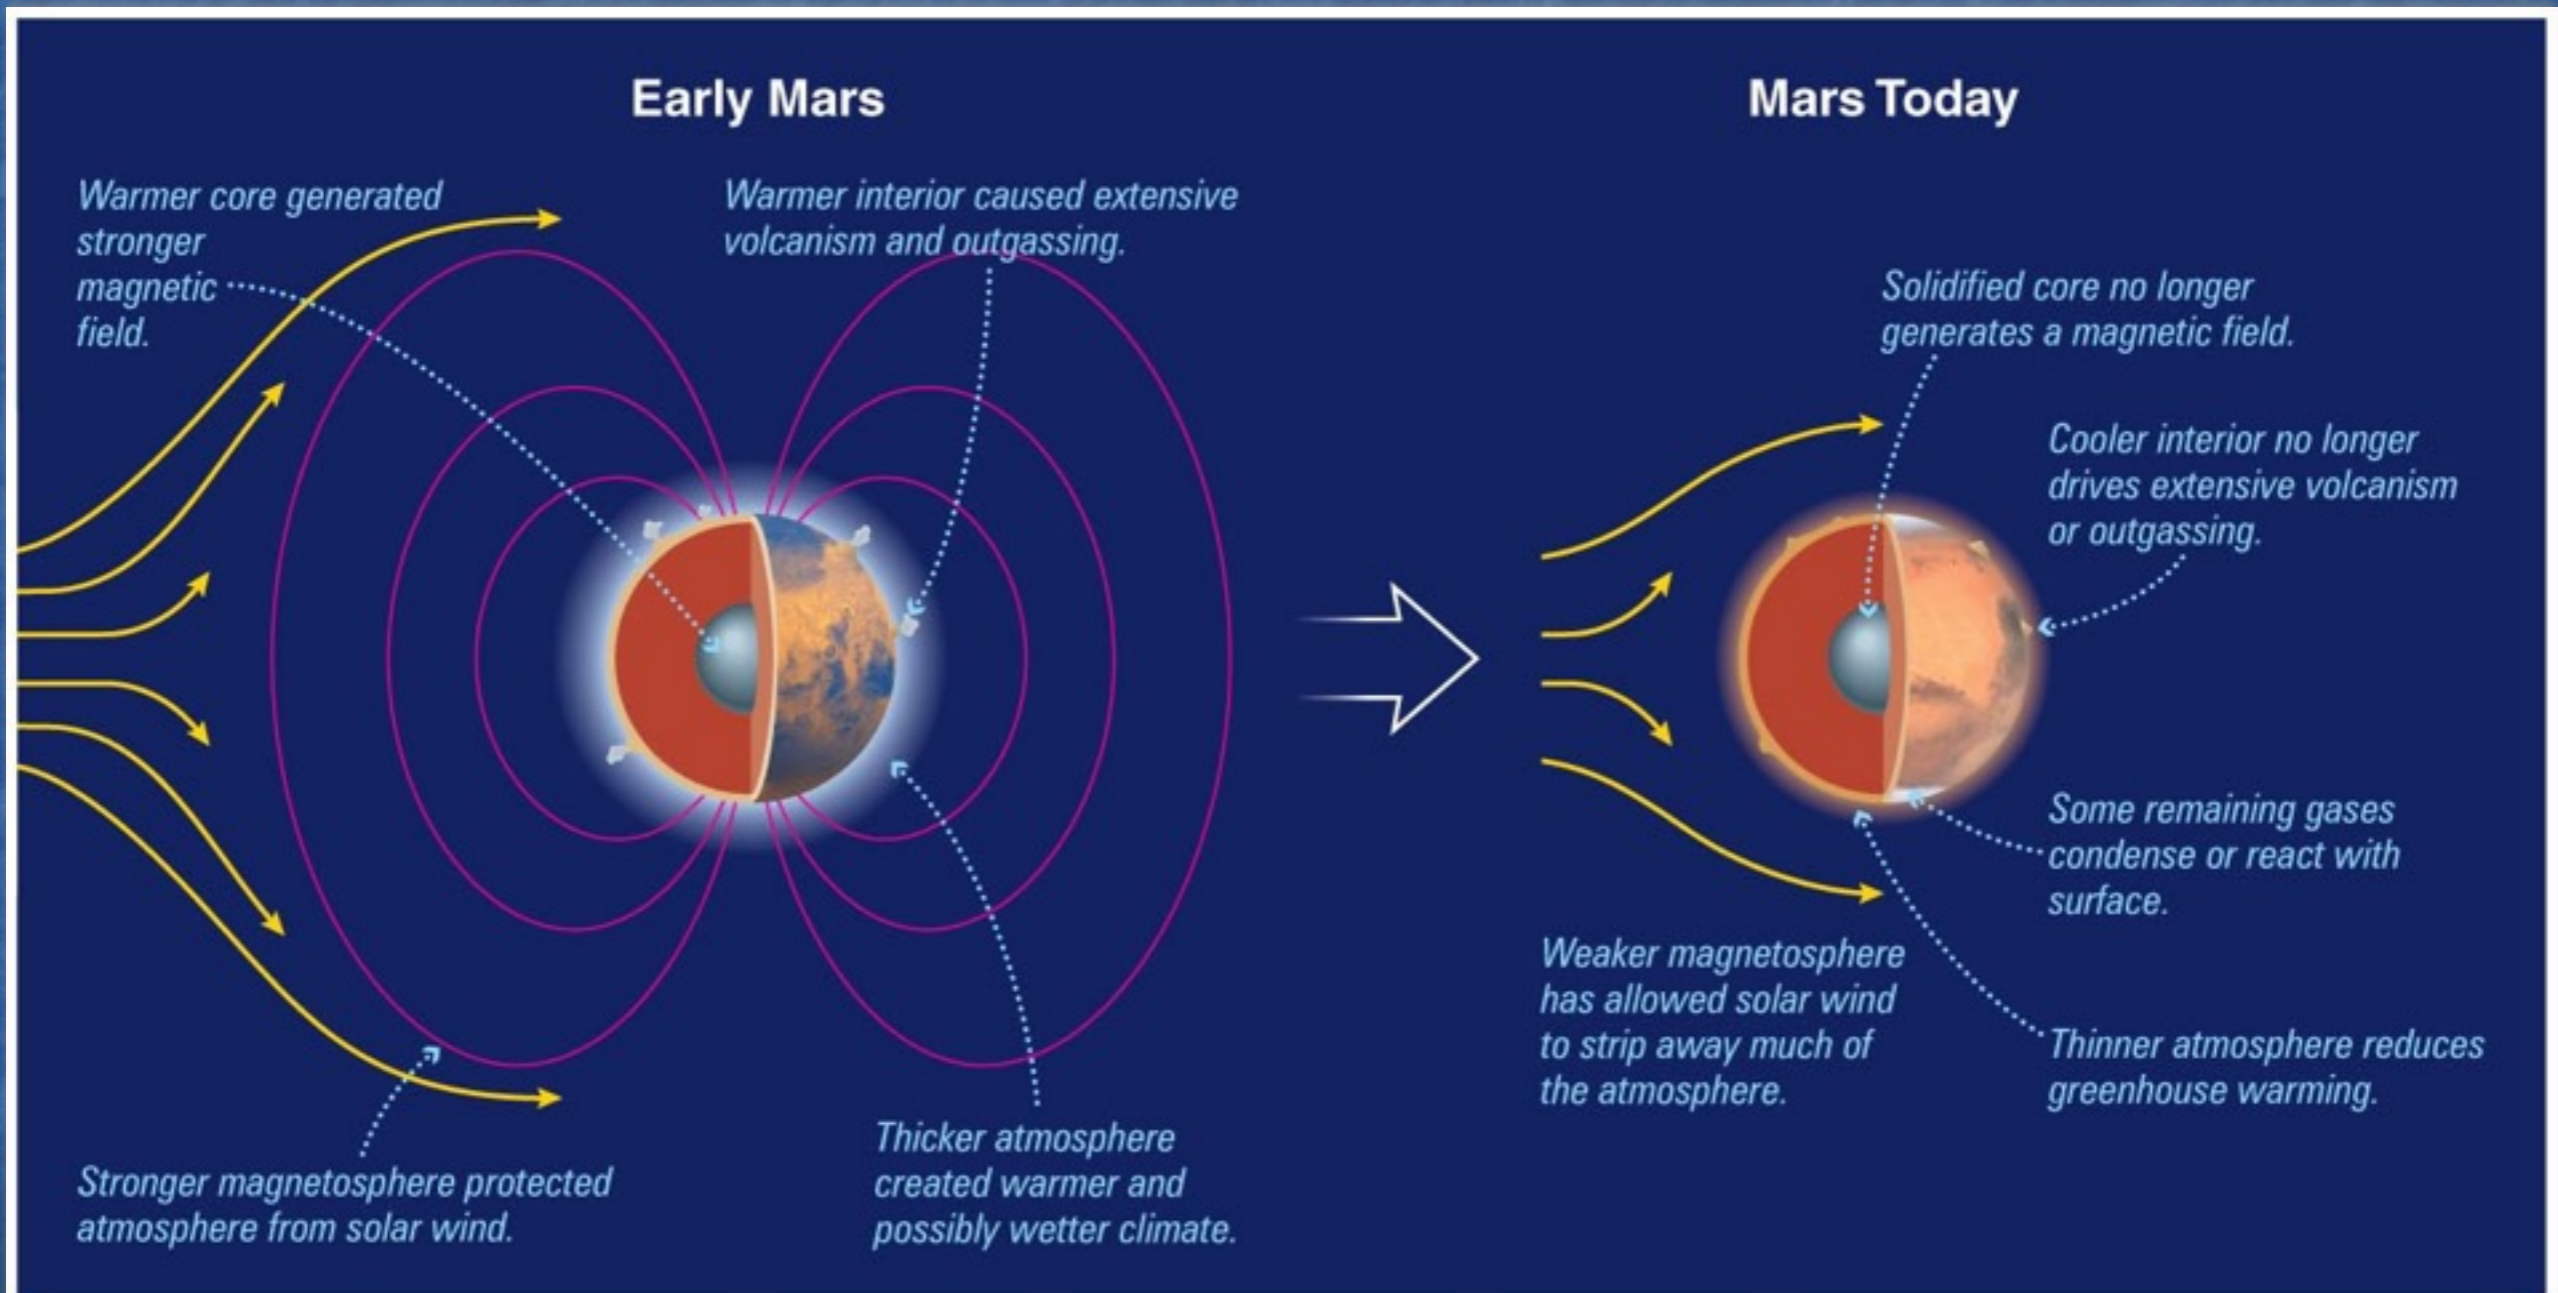 Early Mars
Warmer core generated
stronger
magnetic
field.
Warmer interior caused extensive
volcanism and outgassing.
Stronger magnetosphere protected
atmosphere from solar wind.
Thicker atmosphere
created warmer and
possibly wetter climate.
Mars Today
Solidified core no longer
generates a magnetic field.
Cooler interior no longer
drives extensive volcanism
or outgassing.
Some remaining gases
condense or react with
surface.
Weaker magnetosphere
has allowed solar wind
to strip away much of
the atmosphere.
Thinner atmosphere reduces
greenhouse warming.